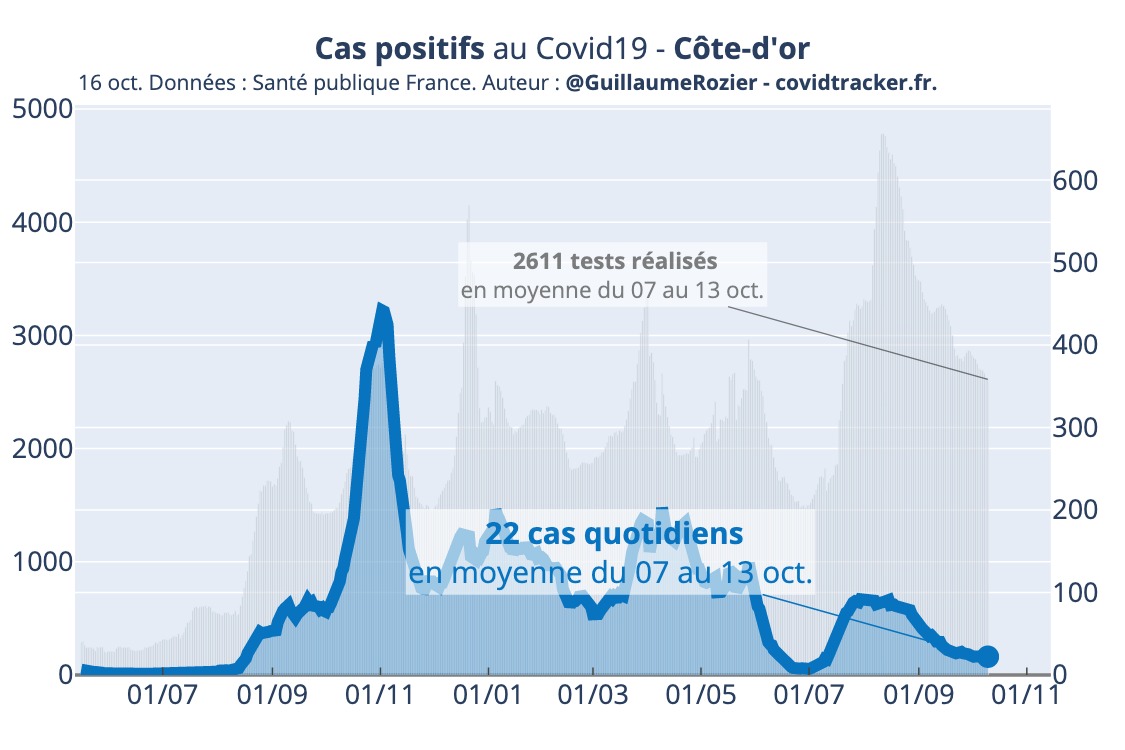 Cas positifs au Covid19 - Côte-d'or
16 oct. Données : Santé publique France. Auteur : @GuillaumeRozier - covidtracker.fr.
5000
4000
3000
2000
1000
0
600
500
400
300
200
100
0
2611 tests réalisés
en moyenne du 07 au 13 oct.
22 cas quotidiens
en moyenne du 07 au 13 oct.
01/07 01/09 01/11 01/01 01/03 01/05 01/07 01/09 01/11